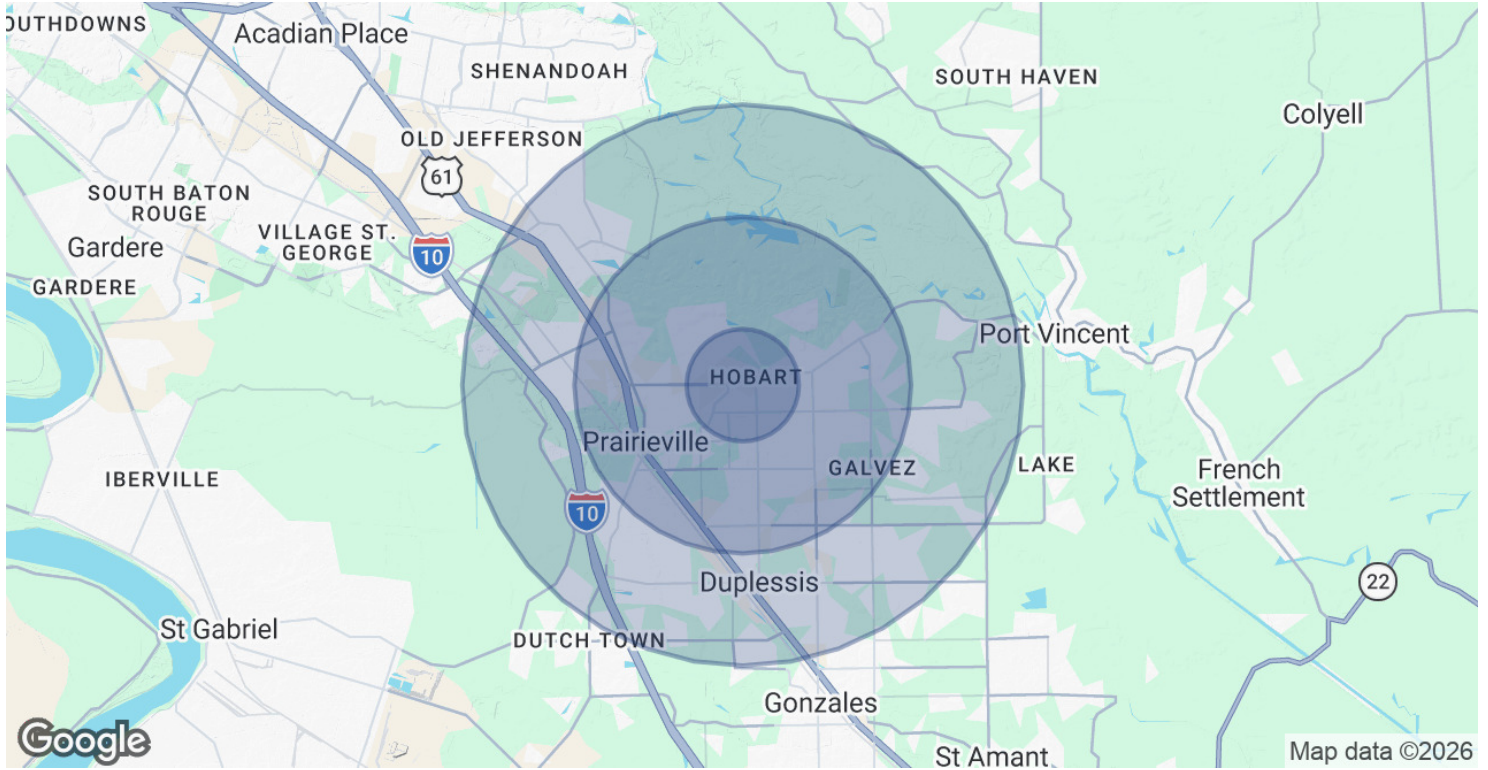 OUTHDOWNS
Acadian Place
SHENANDOAH
SOUTH HAVEN
Colyell
OLD JEFFERSON
61
SOUTH BATON
ROUGE
VILLAGE ST.
GEORGE
Gardere
10
GARDERE
Port Vincent
HOBART
Prairieville
GALVEZ
LAKE
French
Settlement
IBERVILLE
10
Duplessis
22
St Gabriel
DUTCH TOWN
Gonzales
St Amant
Google
Map data ©2026